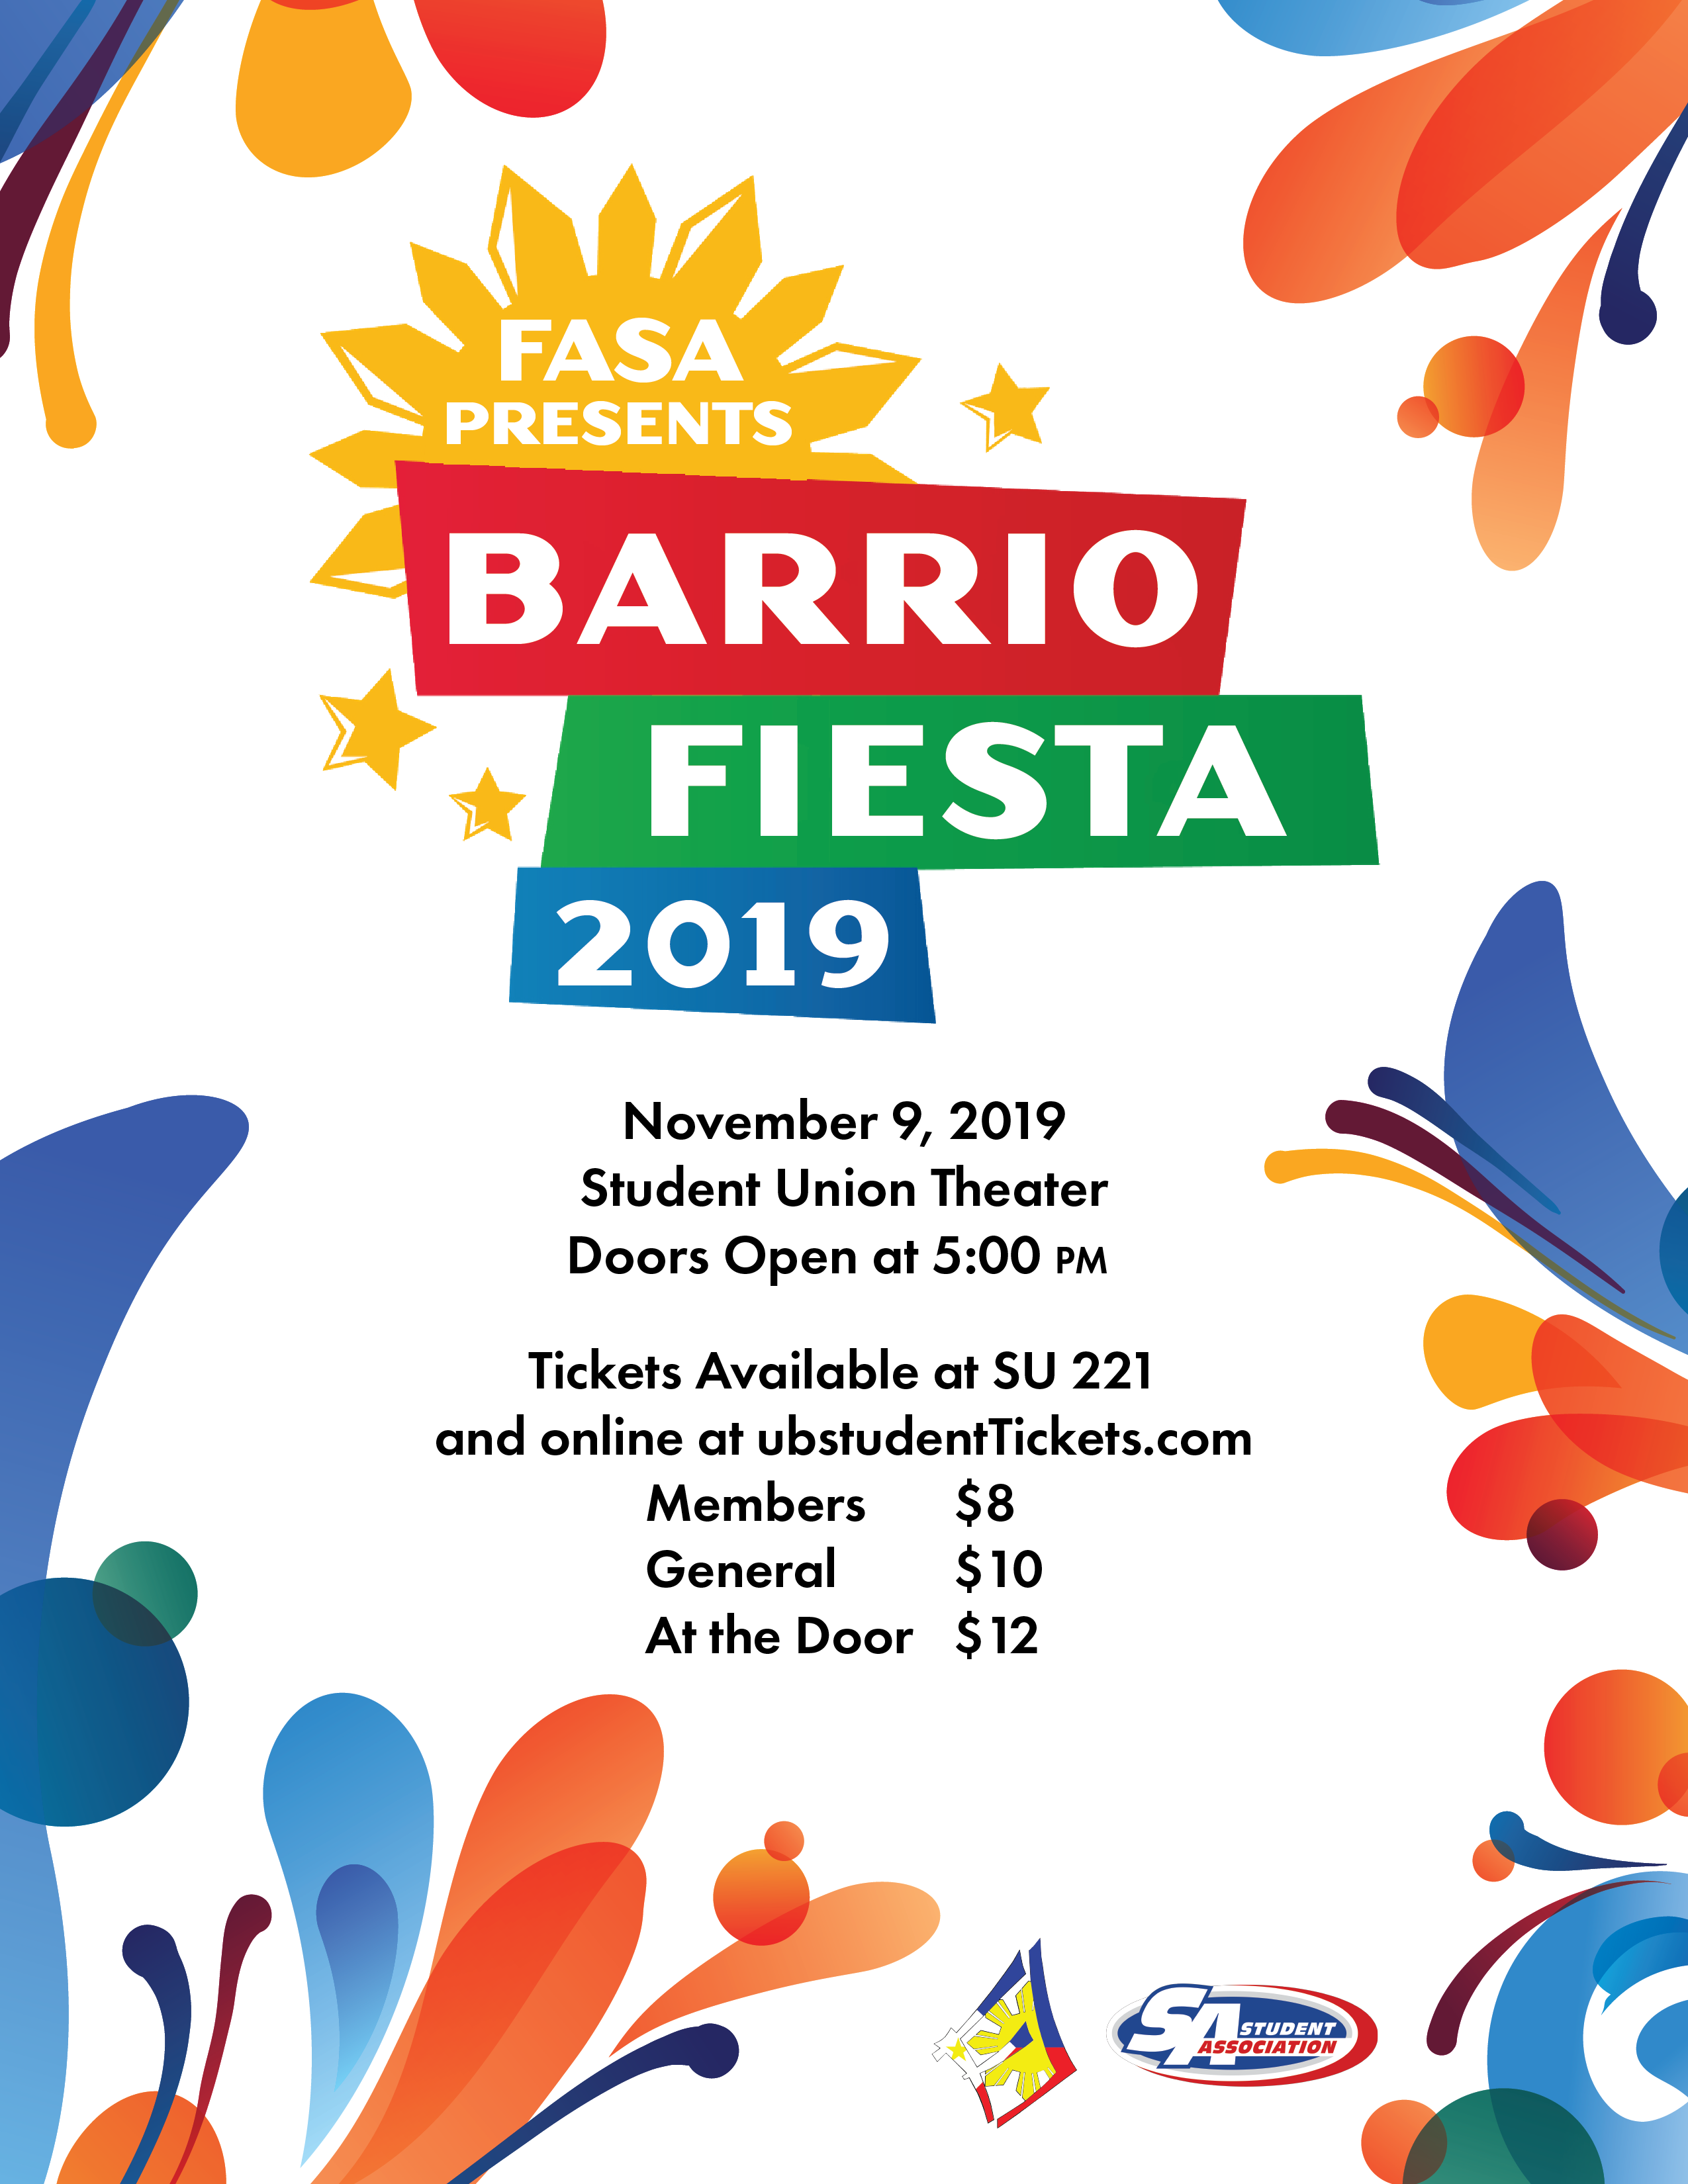 FASA
PRESENTS
BARRIO
FIESTA
2019
November 9, 2019
Student Union Theater
Doors Open at 5:00 PM
Tickets Available at SU 221
and online at ubstudentTickets.com
Members $8
General $10
At the Door $12
SA STUDENT
ASSOCIATION